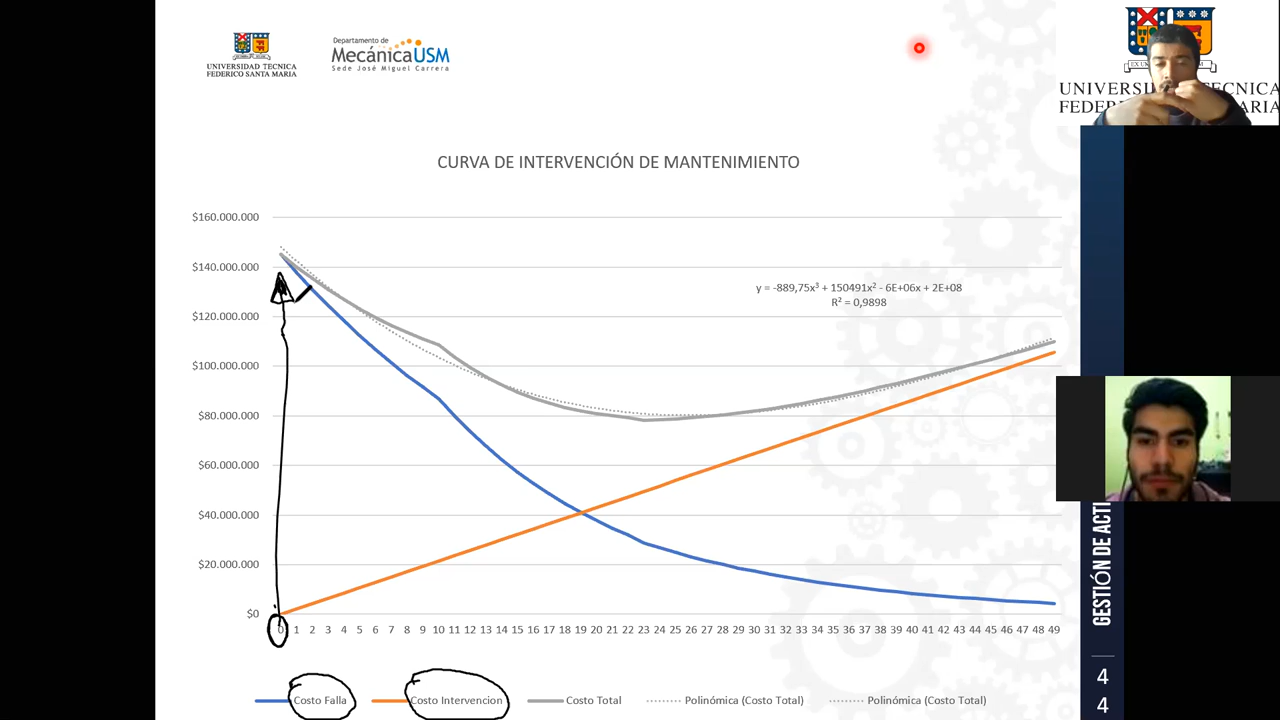 UNIVERSIDAD TECNICA
FEDERICO SANTA MARIA
Departamento de
MecánicaUSM
Sede José Miguel Carrera
FEDERICO SANTA MARIA
CURVA DE INTERVENCIÓN DE MANTENIMIENTO
$160.000.000
$140.000.000
$120.000.000
$100.000.000
$80.000.000
$60.000.000
$40.000.000
$20.000.000
$0
y = -889,75x³ + 150491x² - 6E+06x + 2E+08
R² = 0,9898
0 1 2 3 4 5 6 7 8 9 10 11 12 13 14 15 16 17 18 19 20 21 22 23 24 25 26 27 28 29 30 31 32 33 34 35 36 37 38 39 40 41 42 43 44 45 46 47 48 49
Costo Falla Costo Intervencion Costo Total Polinómica (Costo Total) Polinómica (Costo Total)
GESTIÓN DE ACTI
4
4